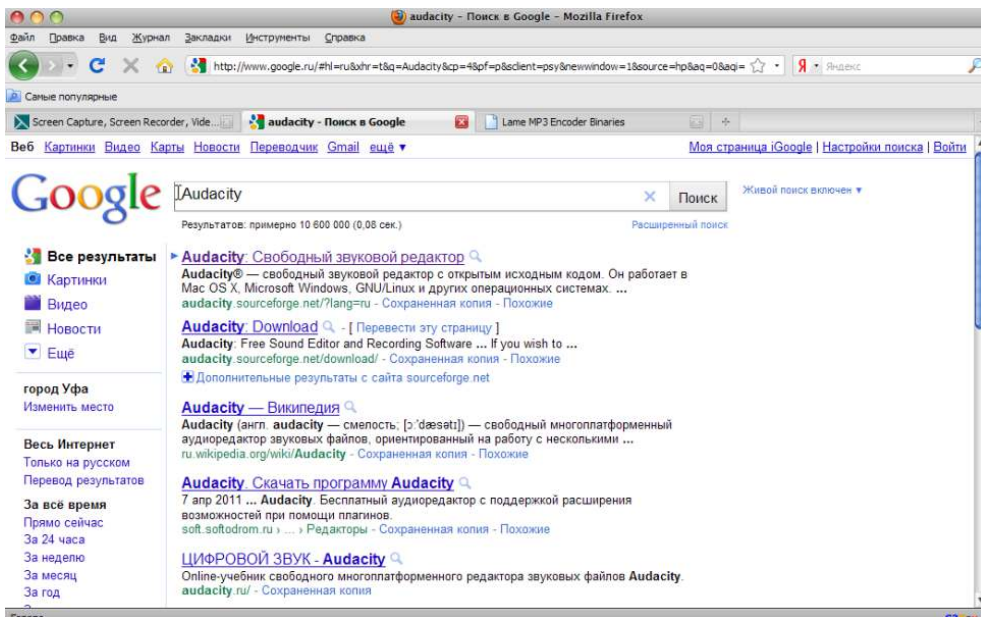 audacity - Поиск в Google - Mozilla Firefox
Файл Правка Вид Журнал Закладки Инструменты Справка
http://www.google.ru/#hl=ru&xhr=t&q=Audacity&cp=4&pf=p&sclient=psy&newwindow=1&source=hp&aq=0&aqi= Яндекс
Самые популярные
Screen Capture, Screen Recorder, Vide... audacity - Поиск в Google Lame MP3 Encoder Binaries
Веб Картинки Видео Карты Новости Переводчик Gmail ещё ▼ Моя страница iGoogle | Настройки поиска | Войти
Google Audacity Поиск Живой поиск включен ▼
Результатов: примерно 10 600 000 (0,08 сек.) Расширенный поиск
Все результаты
Картинки
Видео
Новости
Ещё
город Уфа
Изменить место
Весь Интернет
Только на русском
Перевод результатов
За всё время
Прямо сейчас
За 24 часа
За неделю
За месяц
За год
Audacity: Свободный звуковой редактор
Audacity® — свободный звуковой редактор с открытым исходным кодом. Он работает в
Mac OS X, Microsoft Windows, GNU/Linux и других операционных системах. ...
audacity.sourceforge.net/?lang=ru - Сохраненная копия - Похожие
Audacity: Download - [ Перевести эту страницу ]
Audacity: Free Sound Editor and Recording Software ... If you wish to ...
audacity.sourceforge.net/download/ - Сохраненная копия - Похожие
Дополнительные результаты с сайта sourceforge.net
Audacity — Википедия
Audacity (англ. audacity — смелость; [ɔːˈdæsətɪ]) — свободный многоплатформенный
аудиоредактор звуковых файлов, ориентированный на работу с несколькими ...
ru.wikipedia.org/wiki/Audacity - Сохраненная копия - Похожие
Audacity. Скачать программу Audacity
7 апр 2011 ... Audacity. Бесплатный аудиоредактор с поддержкой расширения
возможностей при помощи плагинов.
soft.softodrom.ru › ... › Редакторы - Сохраненная копия - Похожие
ЦИФРОВОЙ ЗВУК - Audacity
Online-учебник свободного многоплатформенного редактора звуковых файлов Audacity.
audacity.ru/ - Сохраненная копия